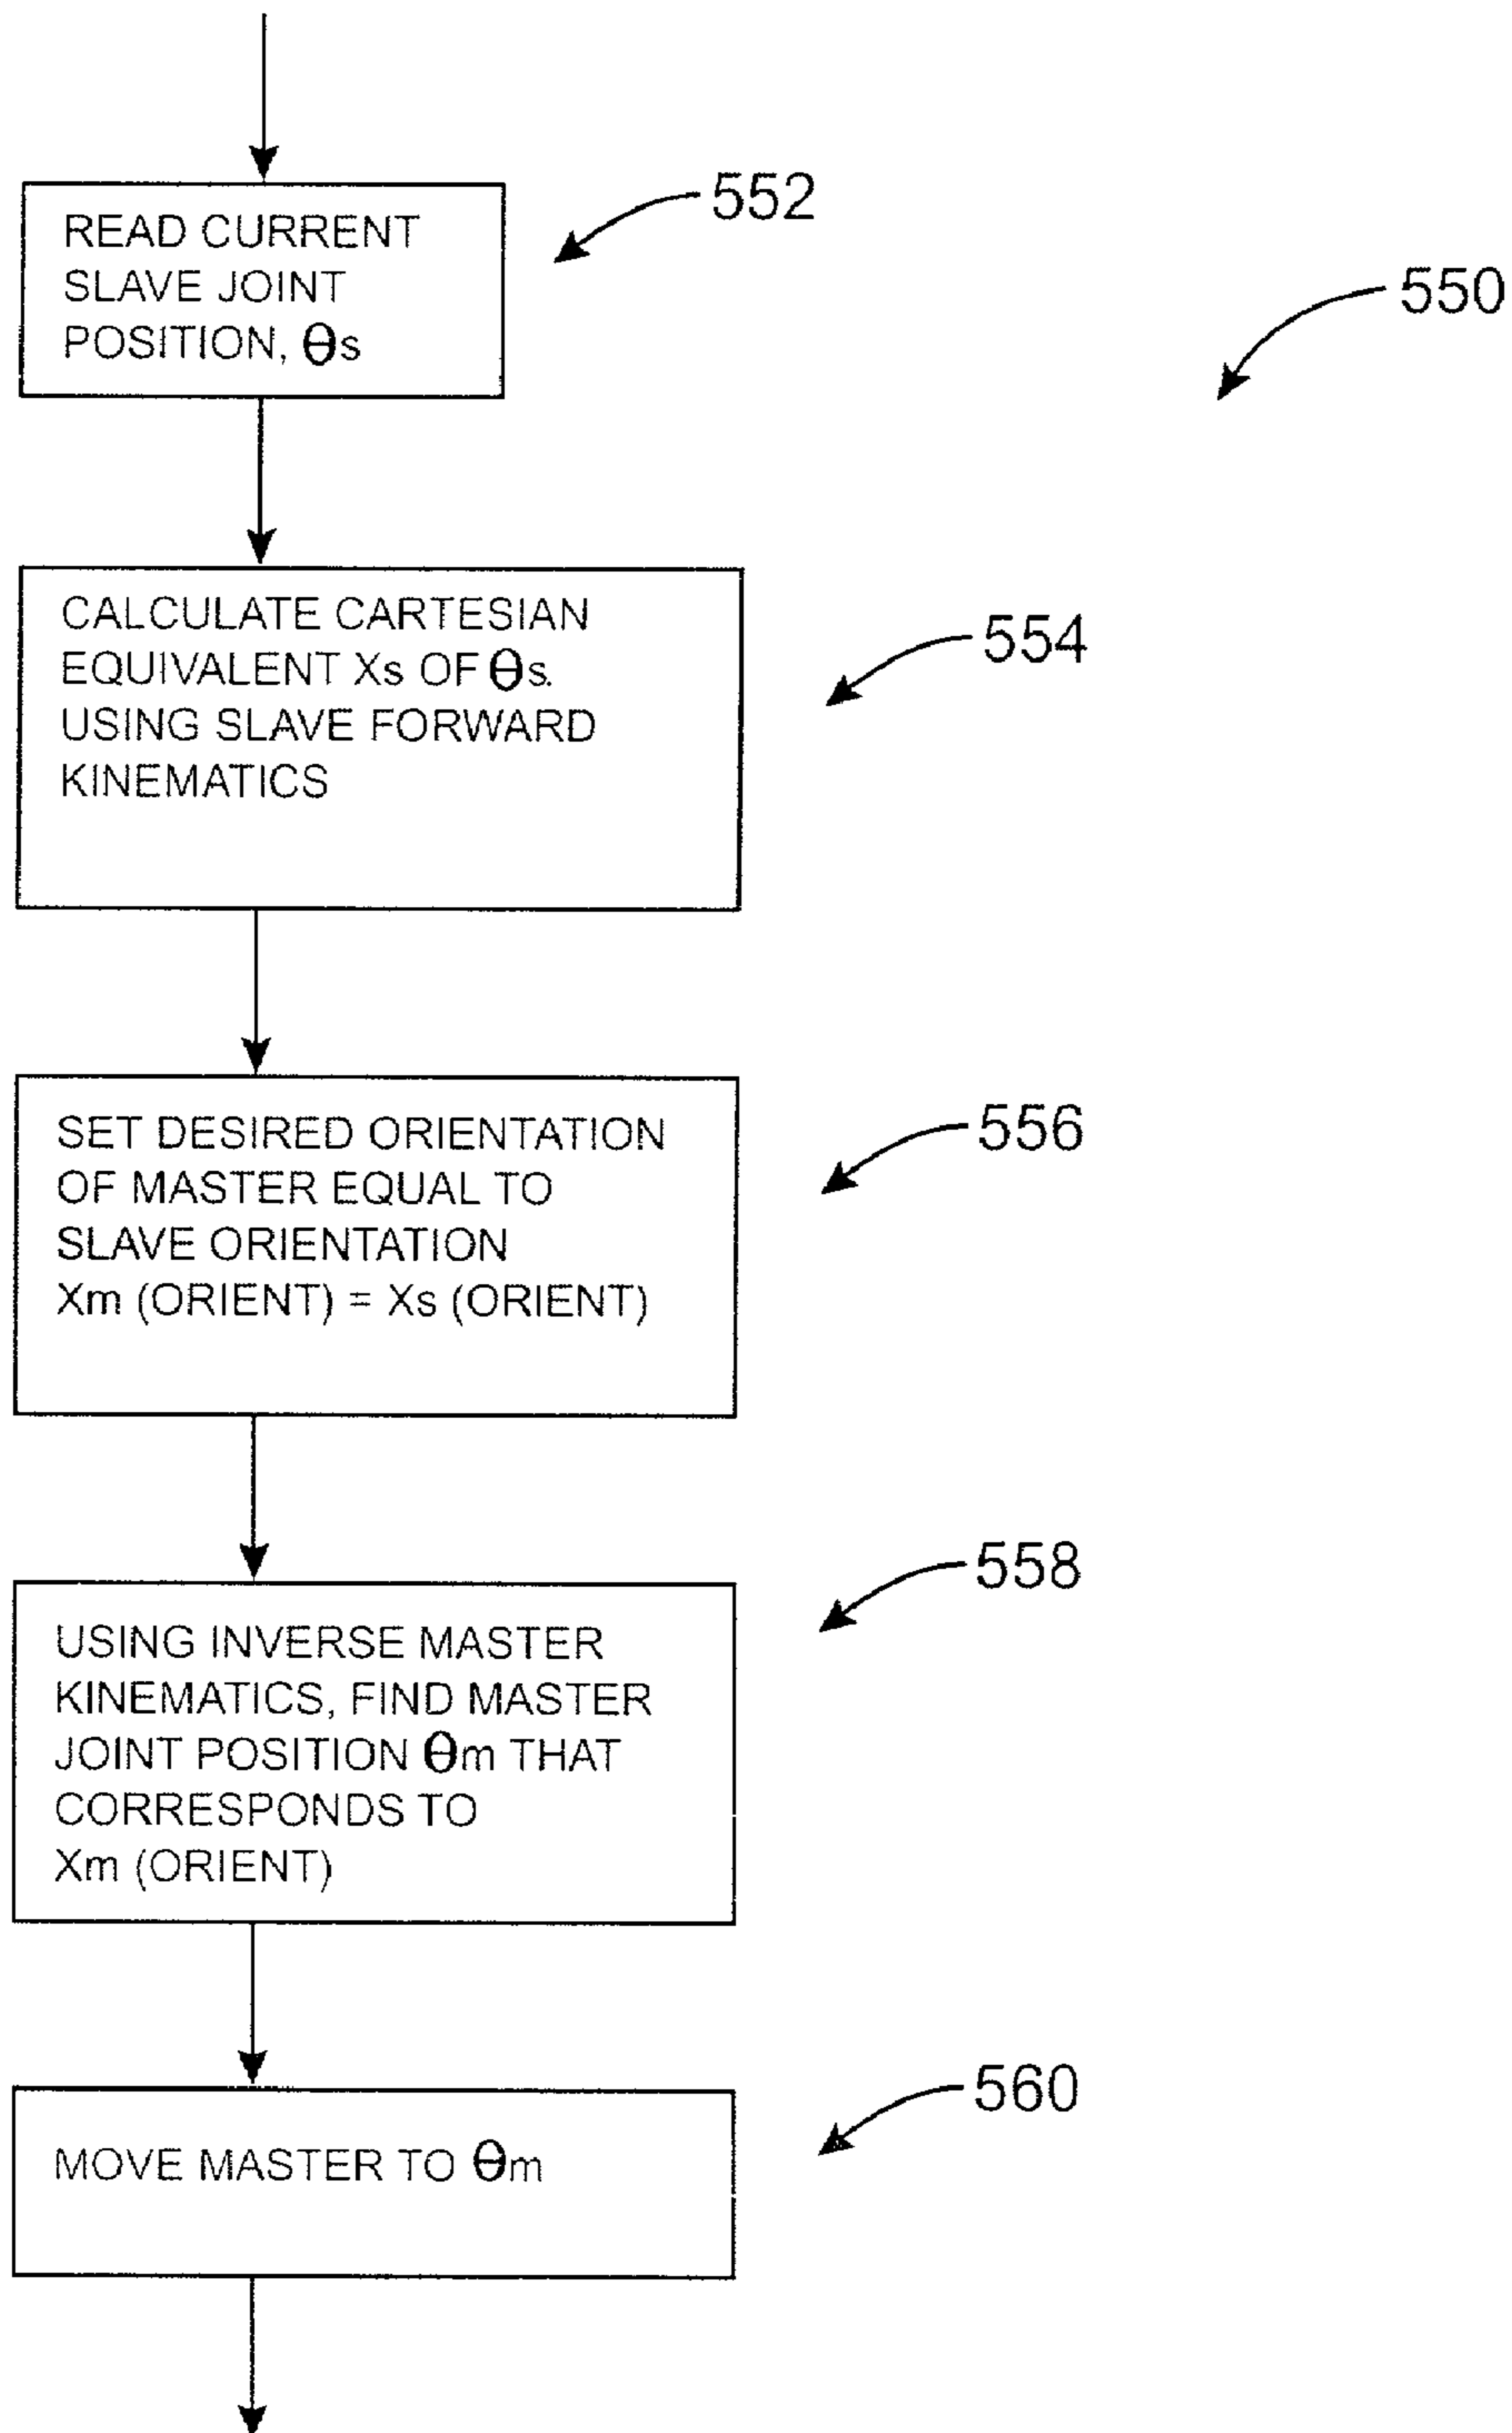 READ CURRENT
SLAVE JOINT
POSITION, Θs
552
550
CALCULATE CARTESIAN
EQUIVALENT Xs OF Θs.
USING SLAVE FORWARD
KINEMATICS
554
SET DESIRED ORIENTATION
OF MASTER EQUAL TO
SLAVE ORIENTATION
Xm (ORIENT) = Xs (ORIENT)
556
USING INVERSE MASTER
KINEMATICS, FIND MASTER
JOINT POSITION Θm THAT
CORRESPONDS TO
Xm (ORIENT)
558
MOVE MASTER TO Θm
560